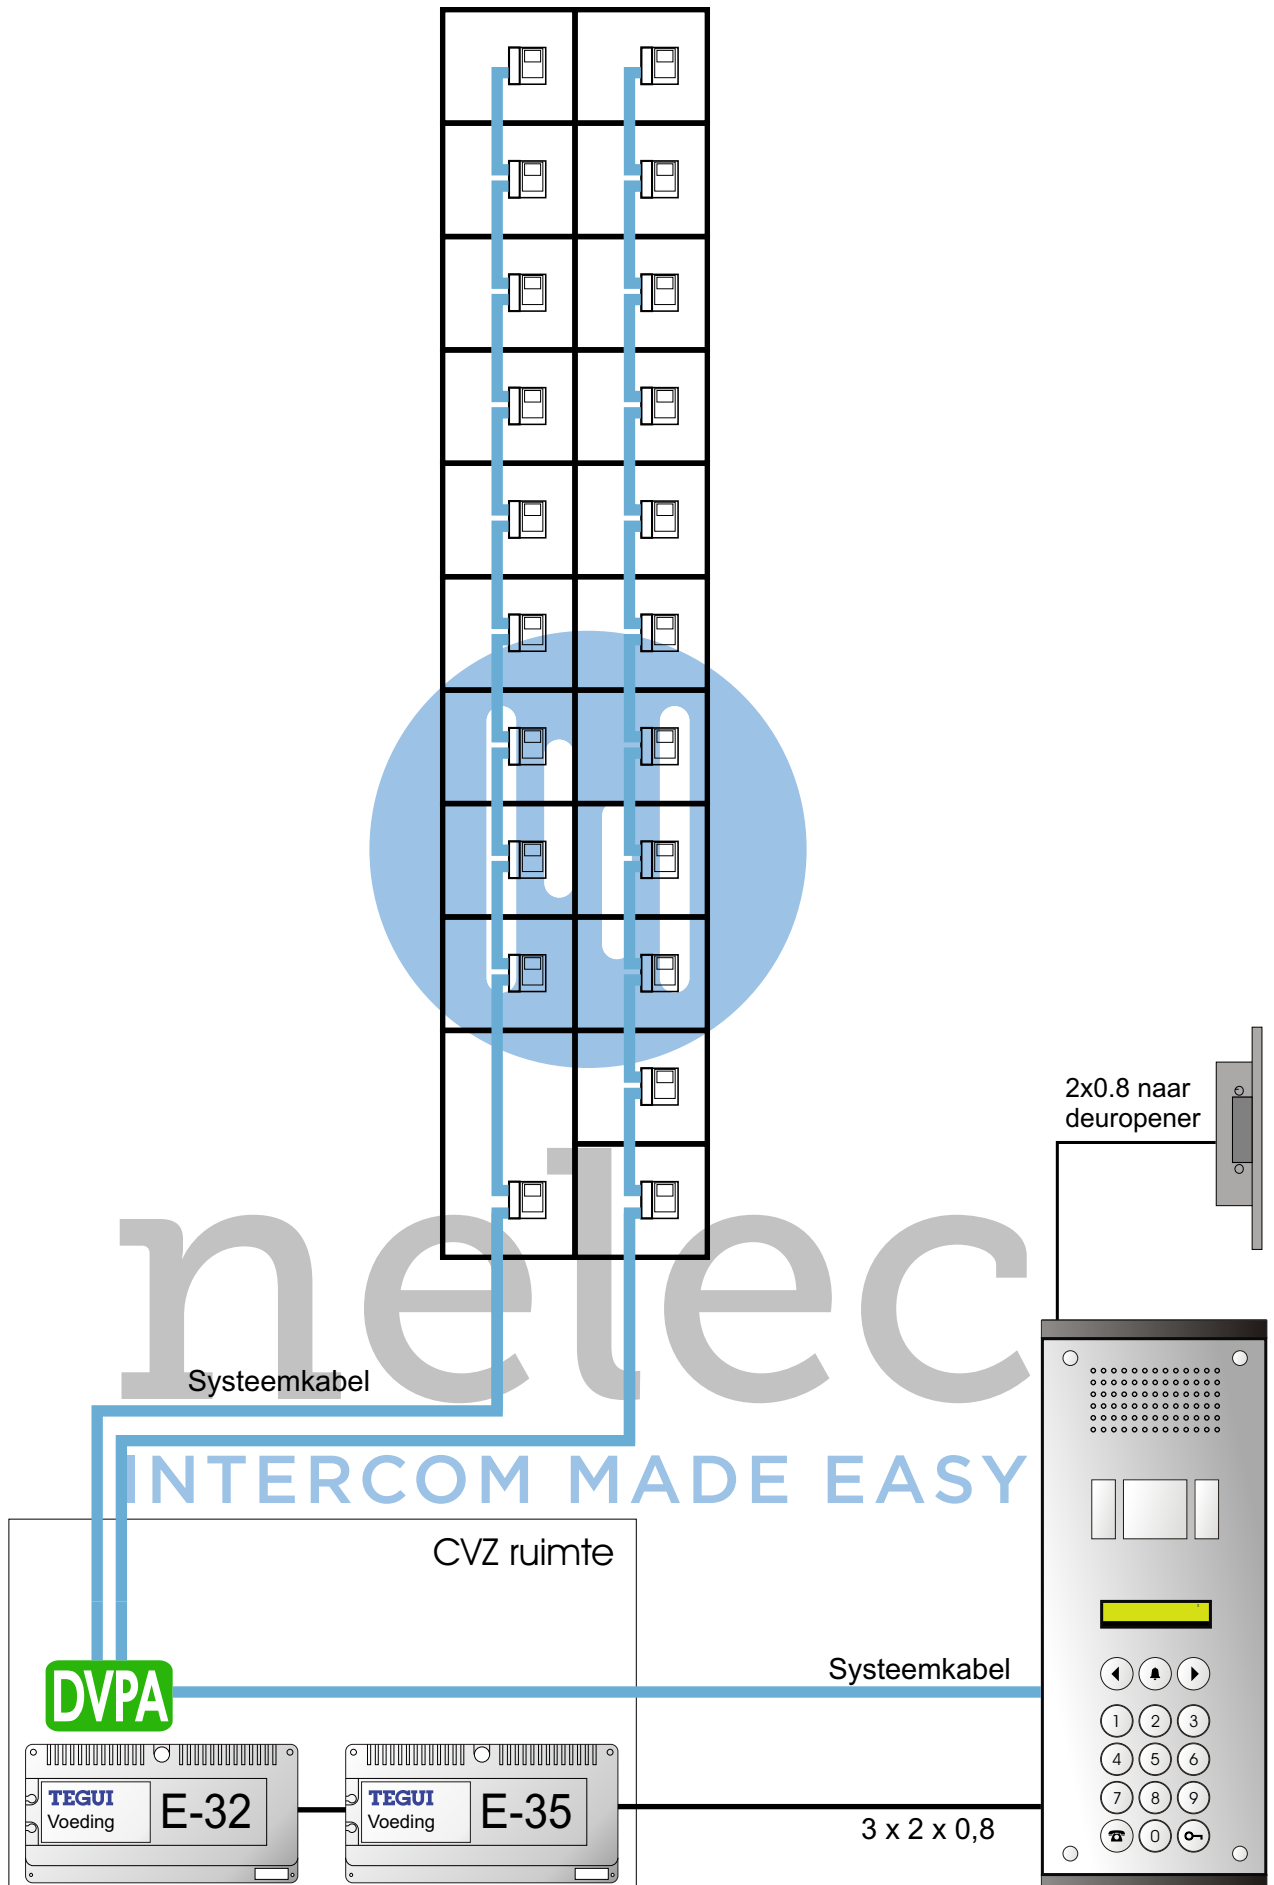 2x0.8 naar
deuropener
nelec
Systeemkabel
INTERCOM MADE EASY
CVZ ruimte
Systeemkabel
DVPA
TEGUI
Voeding
E-32
TEGUI
Voeding
E-35
3 x 2 x 0,8
1 2 3
4 5 6
7 8 9
0